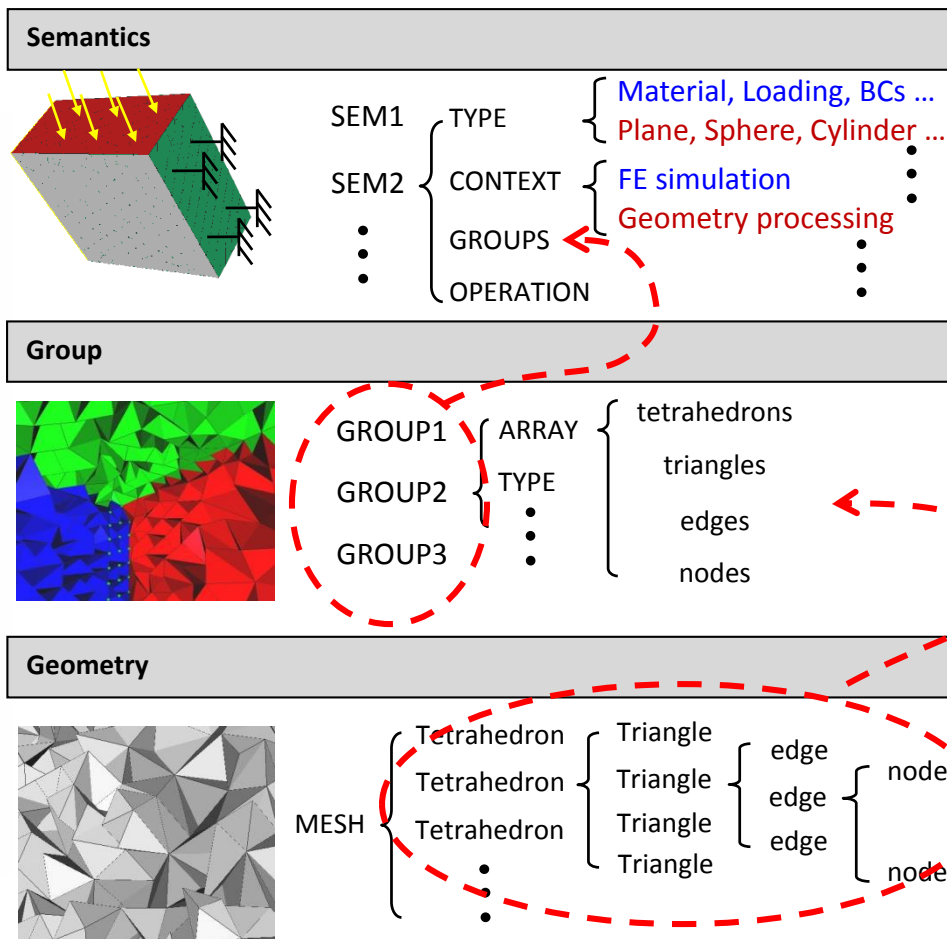 Semantics
SEM1
SEM2
TYPE
CONTEXT
GROUPS
OPERATION
Material, Loading, BCs ...
Plane, Sphere, Cylinder ...
FE simulation
Geometry processing
Group
GROUP1
GROUP2
GROUP3
ARRAY
TYPE
tetrahedrons
triangles
edges
nodes
Geometry
MESH
Tetrahedron
Tetrahedron
Tetrahedron
Triangle
Triangle
Triangle
Triangle
edge
edge
edge
node
node